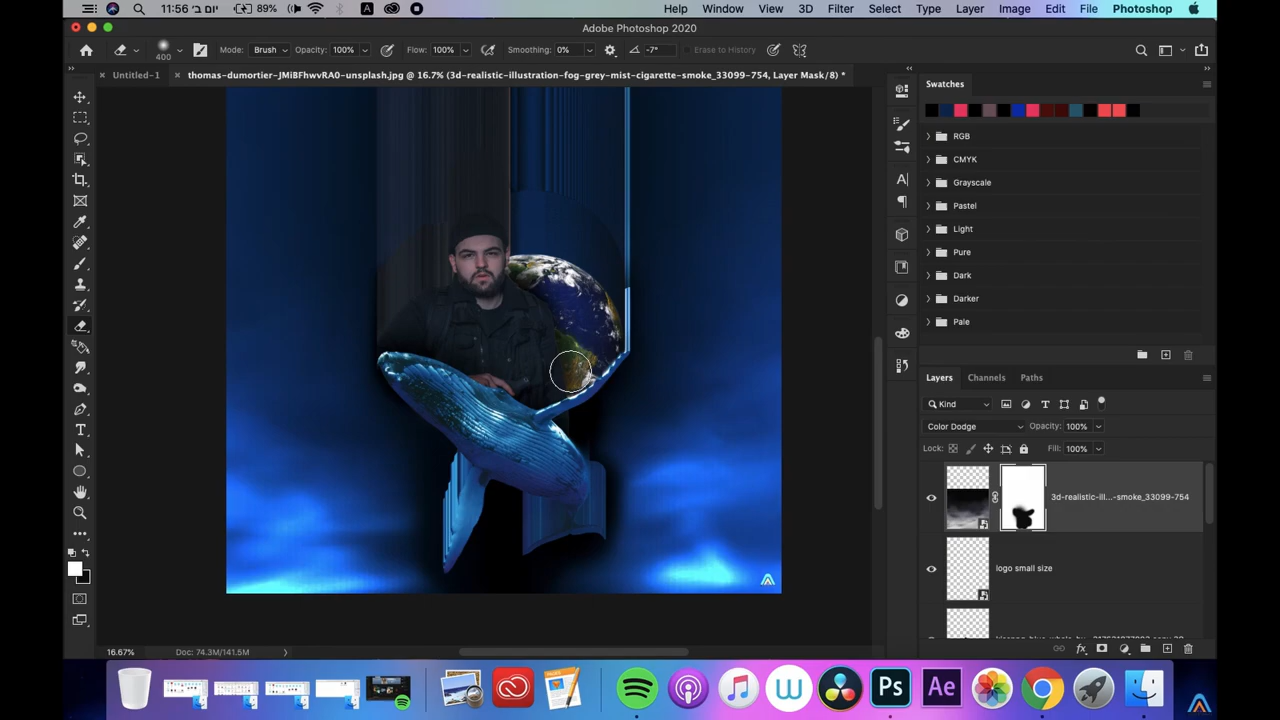 11:56 יום ב׳
89%
A
Help Window View 3D Filter Select Type Layer Image Edit File Photoshop
Adobe Photoshop 2020
400
Mode: Brush Opacity: 100% Flow: 100% Smoothing: 0% -7° Erase to History
Untitled-1 thomas-dumortier-JMiBFhwvRA0-unsplash.jpg @ 16.7% (3d-realistic-illustration-fog-grey-mist-cigarette-smoke_33099-754, Layer Mask/8) *
Swatches
RGB
CMYK
Grayscale
Pastel
Light
Pure
Dark
Darker
Pale
Layers Channels Paths
Kind
Color Dodge Opacity: 100%
Lock: Fill: 100%
3d-realistic-ill...-smoke_33099-754
logo small size
16.67% Doc: 74.3M/141.5M
W Ps Ae